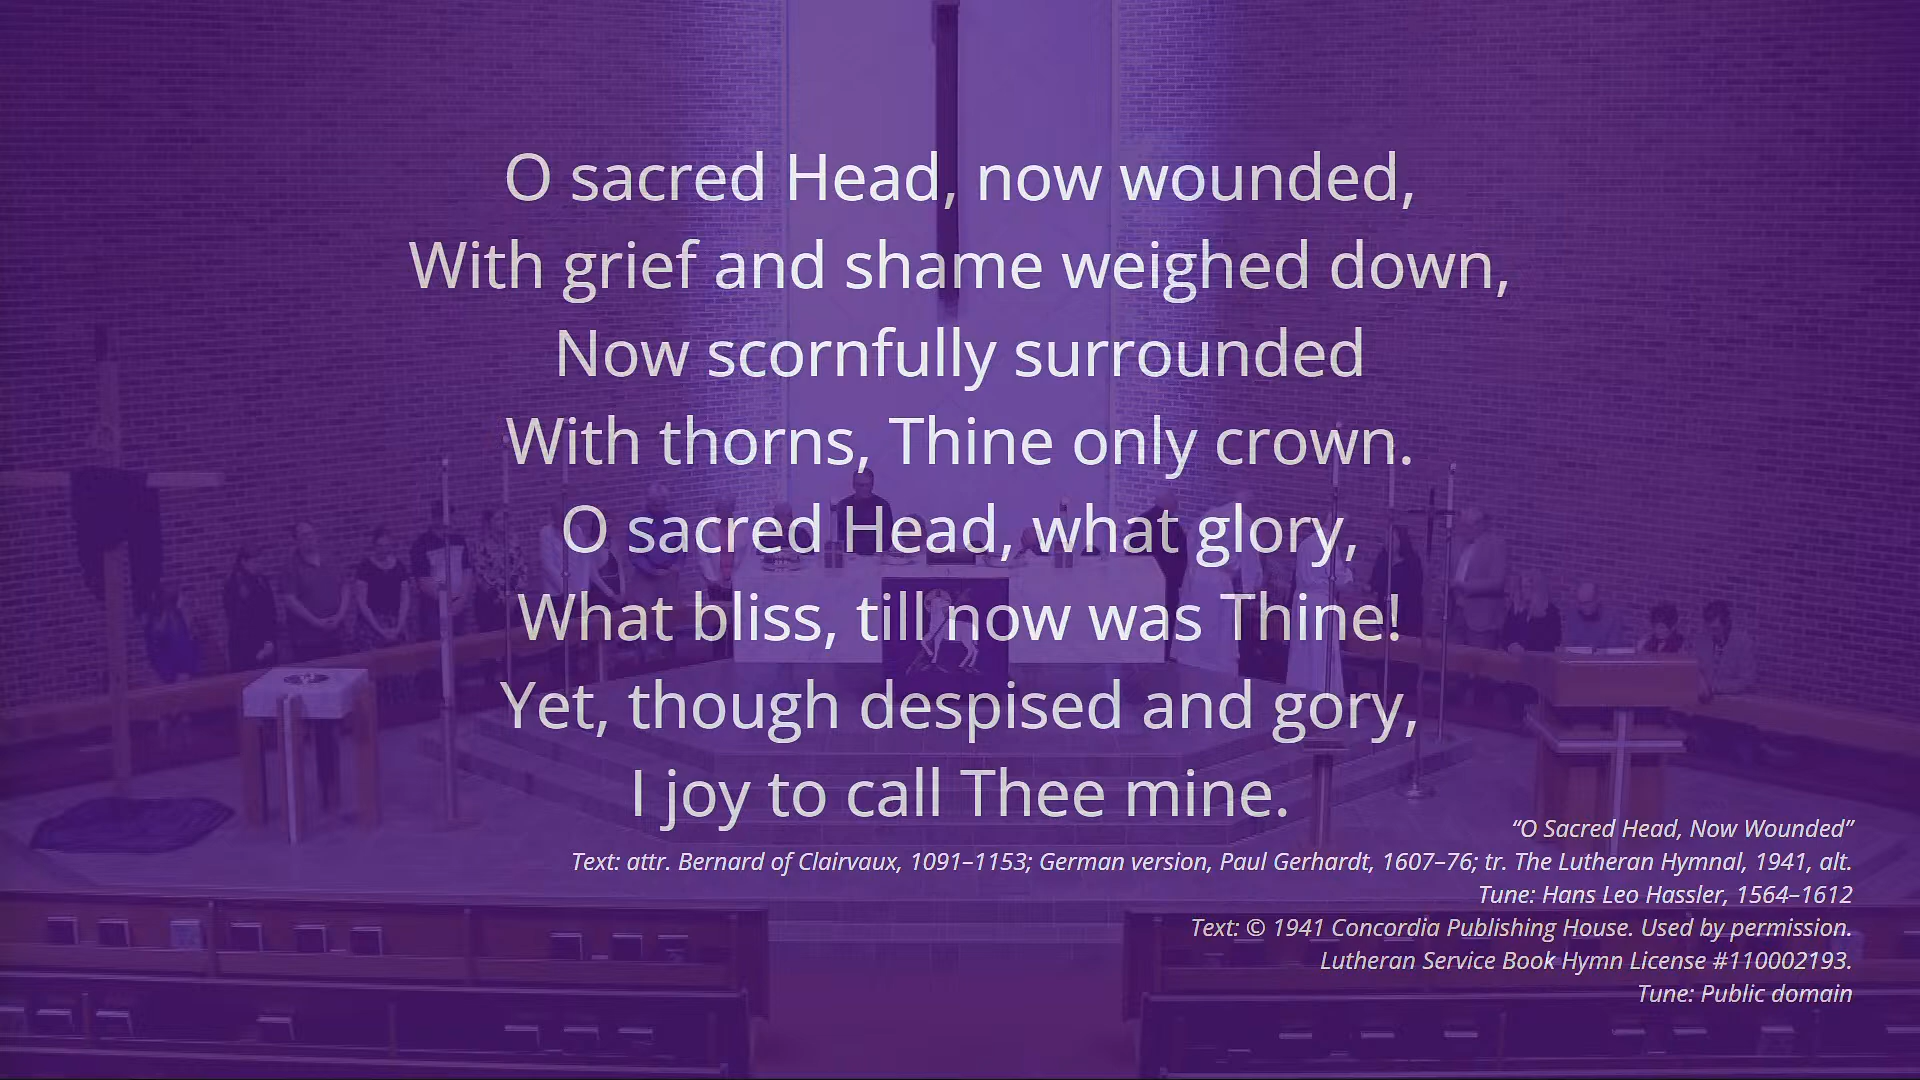 O sacred Head, now wounded,
With grief and shame weighed down,
Now scornfully surrounded
With thorns, Thine only crown.
O sacred Head, what glory,
What bliss, till now was Thine!
Yet, though despised and gory,
I joy to call Thee mine.
“O Sacred Head, Now Wounded”
Text: attr. Bernard of Clairvaux, 1091–1153; German version, Paul Gerhardt, 1607–76; tr. The Lutheran Hymnal, 1941, alt.
Tune: Hans Leo Hassler, 1564–1612
Text: © 1941 Concordia Publishing House. Used by permission.
Lutheran Service Book Hymn License #110002193.
Tune: Public domain